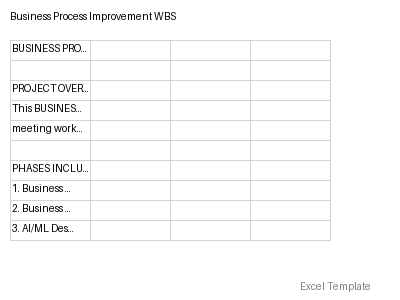 Business Process Improvement WBS
BUSINESS PRO...
PROJECT OVER...
This BUSINES...
meeting work...
PHASES INCLU...
1. Business...
2. Business...
3. AI/ML Des...
Excel Template